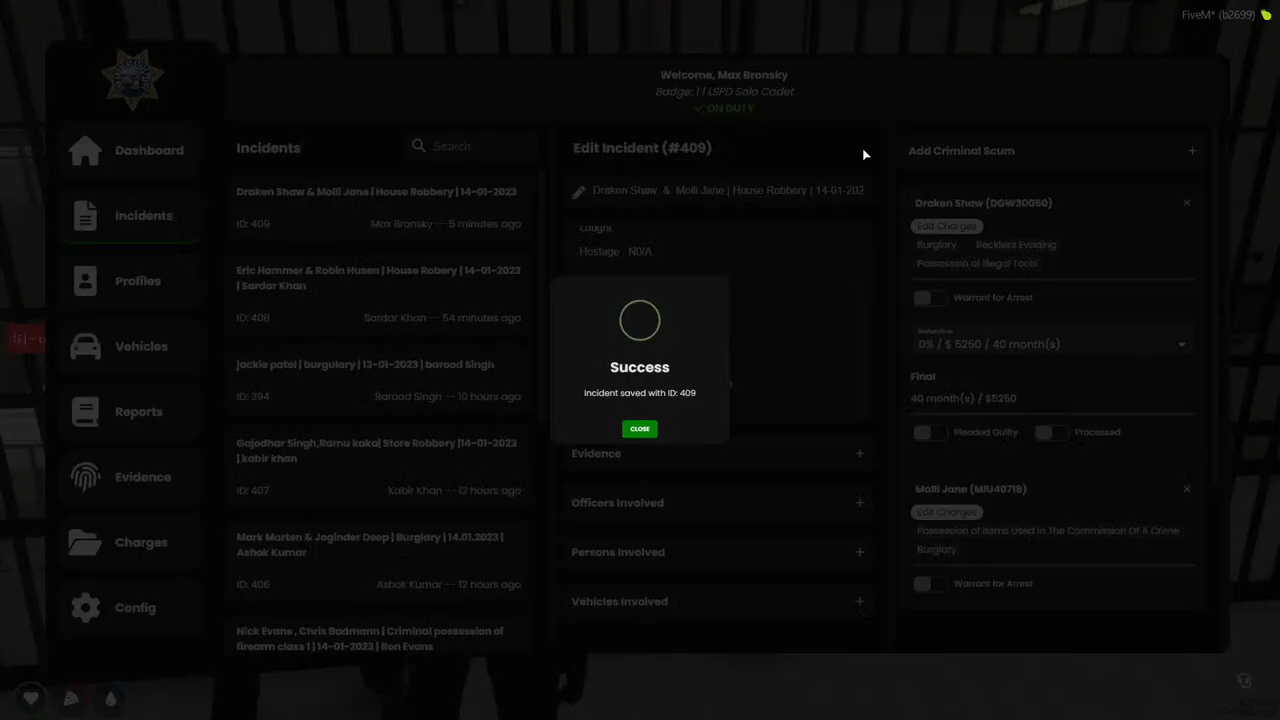 FiveM* (b2699)
Welcome, Max Bronsky
Badge: 1 | LSPD Solo Cadet
ON DUTY
Dashboard
Incidents
Profiles
Vehicles
Reports
Evidence
Charges
Config
Incidents
Search
Draken Shaw & Molli Jane | House Robbery | 14-01-2023
ID: 409
Max Bronsky --- 5 minutes ago
Eric Hammer & Robin Husen | House Robery | 14-01-2023
| Sardar Khan
ID: 408
Sardar Khan --- 54 minutes ago
jackie patel | burgulary | 13-01-2023 | barood Singh
ID: 394
Barood Singh --- 10 hours ago
Gajodhar Singh,Ramu kaka| Store Robbery |14-01-2023
| kabir khan
ID: 407
Kabir Khan --- 12 hours ago
Mark Marten & Joginder Deep | Burglary | 14.01.2023 |
Ashok Kumar
ID: 406
Ashok Kumar --- 12 hours ago
Nick Evans , Chris Badmann | Criminal possession of
firearm class 1 | 14-01-2023 | Ron Evans
Edit Incident (#409)
Draken Shaw & Molli Jane | House Robbery | 14-01-202
cought
Hostage N0/A
Success
Incident saved with ID: 409
CLOSE
Evidence
Officers Involved
Persons Involved
Vehicles Involved
Add Criminal Scum
Draken Shaw (DGW30050)
Edit Charges
Burglary Reckless Evading
Possession of Illegal Tools
Warrant for Arrest
Reduction
0% / $ 5250 / 40 month(s)
Final
40 month(s) / $5250
Pleaded Guilty
Processed
Molli Jane (MIU40718)
Edit Charges
Possession of Items Used In The Commission Of A Crime
Burglary
Warrant for Arrest